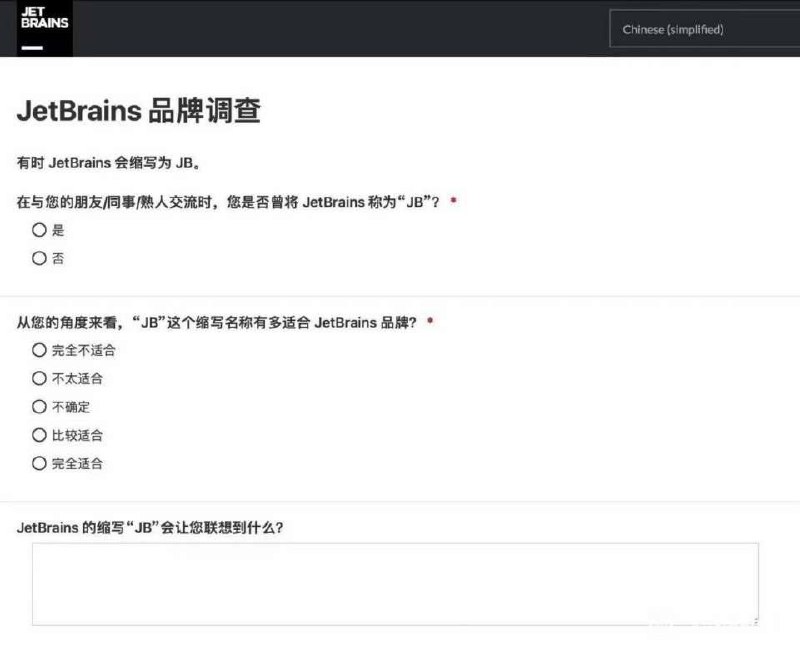 JET
BRAINS
Chinese (simplified)
JetBrains 品牌调查
有时 JetBrains 会缩写为 JB。
在与您的朋友/同事/熟人交流时，您是否曾将 JetBrains 称为“JB”？ *
是
否
从您的角度来看，“JB”这个缩写名称有多适合 JetBrains 品牌？ *
完全不适合
不太适合
不确定
比较适合
完全适合
JetBrains 的缩写“JB”会让您联想到什么？